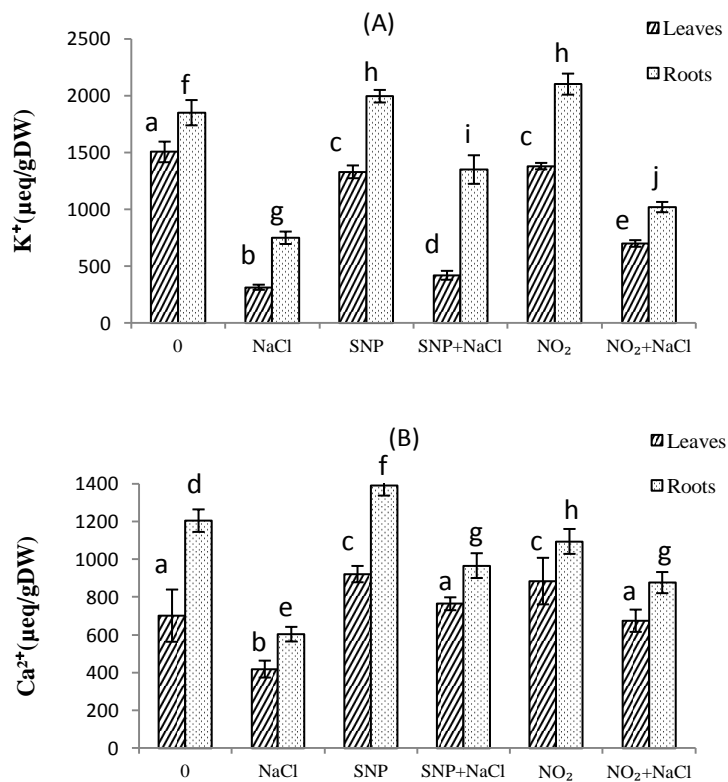 (A)
Leaves
Roots
K⁺(µeq/gDW)
2500
2000
1500
1000
500
0
a f b g c h d i c h e j
0 NaCl SNP SNP+NaCl NO₂ NO₂+NaCl
(B)
Leaves
Roots
Ca²⁺(µeq/gDW)
1400
1200
1000
800
600
400
200
0
a d b e c f a g c h a g
0 NaCl SNP SNP+NaCl NO₂ NO₂+NaCl